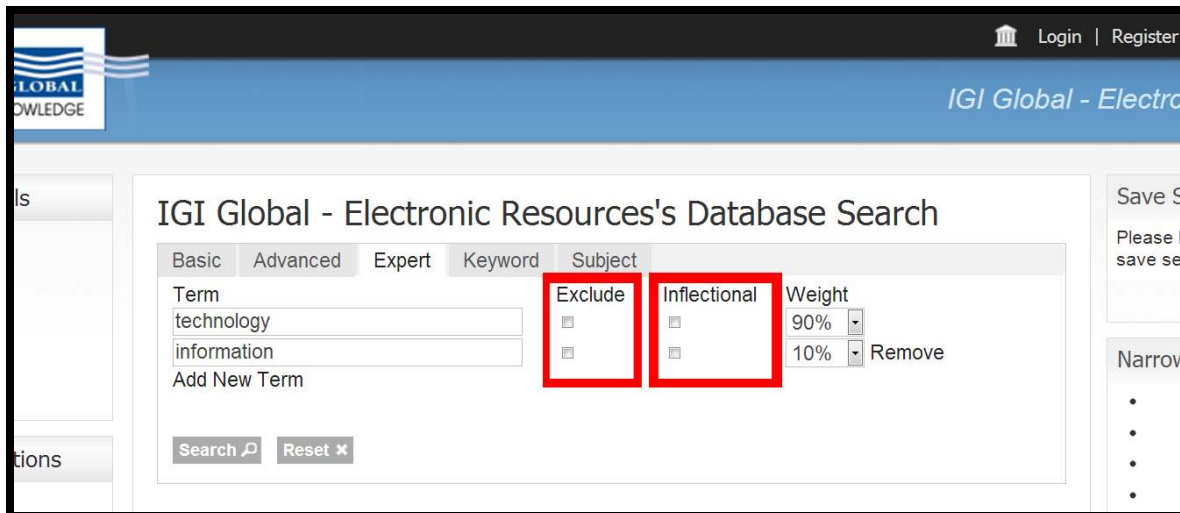 Login | Register
LOBAL
OWLEDGE
IGI Global - Electro
ls
IGI Global - Electronic Resources's Database Search
Save S
Please
save se
Basic Advanced Expert Keyword Subject
Term Exclude Inflectional Weight
technology 90%
information 10% Remove
Add New Term
Narrow
Search Reset
tions